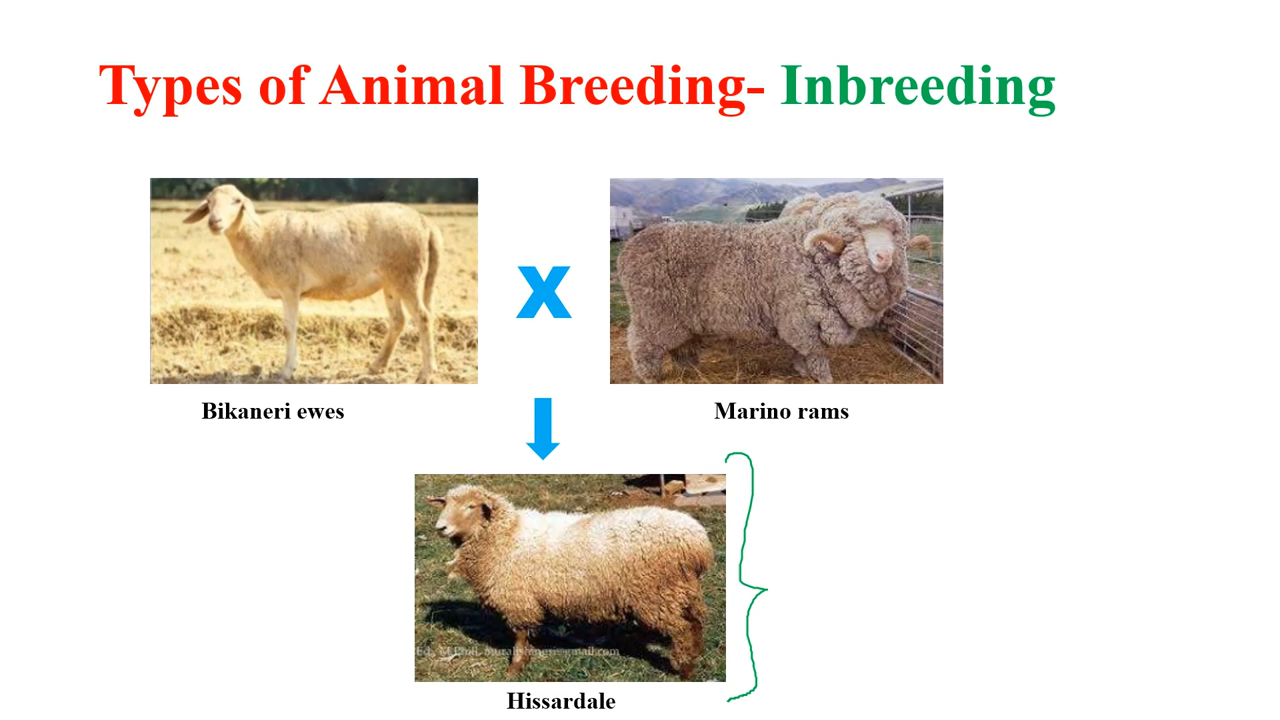 Types of Animal Breeding- Inbreeding
X
Bikaneri ewes
Marino rams
Hissardale